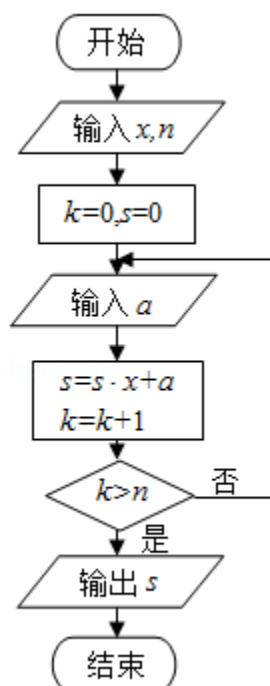 开始
输入 x,n
k=0,s=0
输入 a
s=s·x+a
k=k+1
k>n
否
是
输出 s
结束